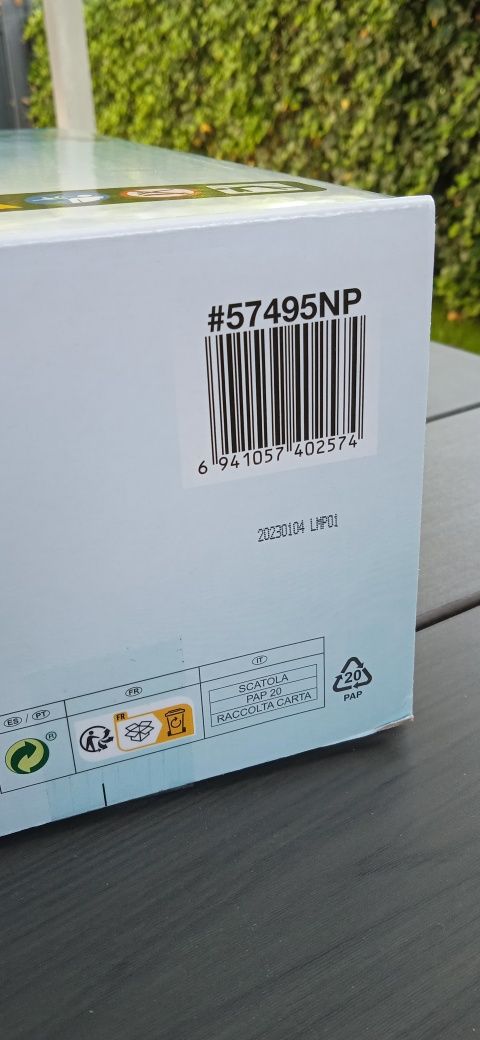 #57495NP
6 941057 402574
20230104 LMP01
ES / PT
FR
IT
R
FR
SCATOLA
PAP 20
RACCOLTA CARTA
20
PAP